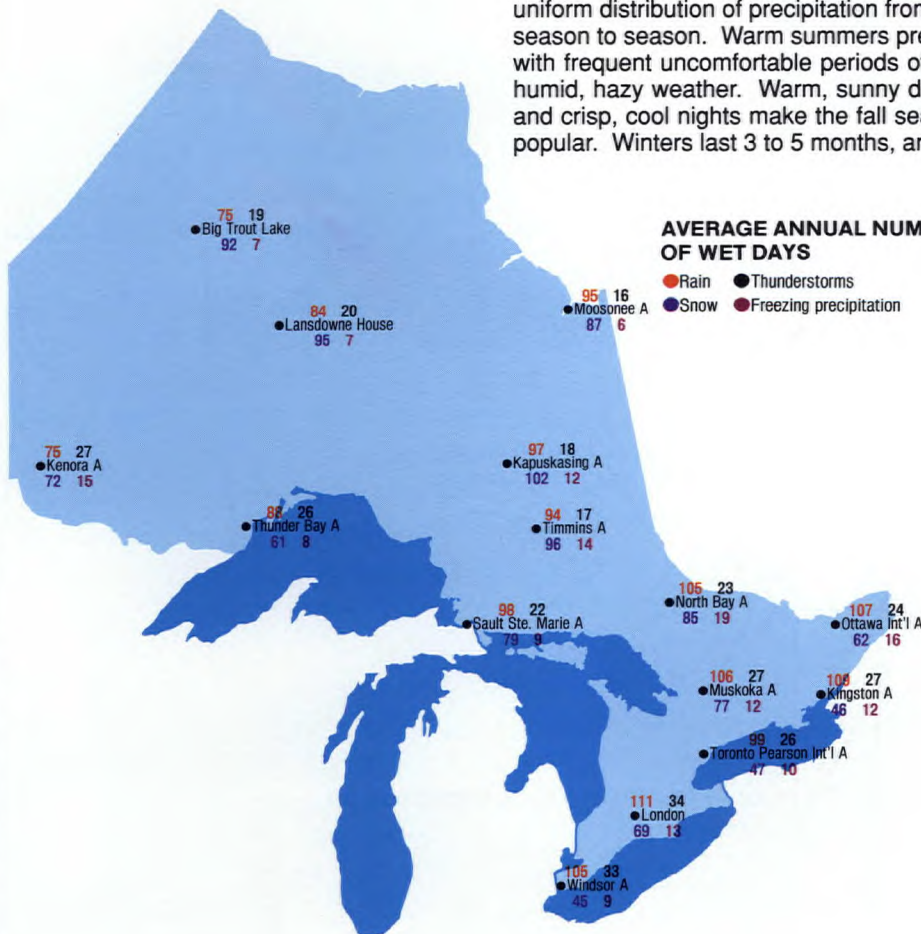 uniform distribution of precipitation from
season to season. Warm summers pre
with frequent uncomfortable periods o
humid, hazy weather. Warm, sunny d
and crisp, cool nights make the fall se
popular. Winters last 3 to 5 months, a
AVERAGE ANNUAL NUM
OF WET DAYS
Rain Thunderstorms
Snow Freezing precipitation
75 19
Big Trout Lake
92 7
84 20
Lansdowne House
95 7
95 16
Moosonee A
87 6
75 27
Kenora A
72 15
97 18
Kapuskasing A
102 12
88 26
Thunder Bay A
61 8
94 17
Timmins A
96 14
105 23
North Bay A
85 19
98 22
Sault Ste. Marie A
79 9
107 24
Ottawa Int'l A
62 16
106 27
Muskoka A
77 12
109 27
Kingston A
46 12
99 26
Toronto Pearson Int'l A
47 10
111 34
London
69 13
105 33
Windsor A
45 9